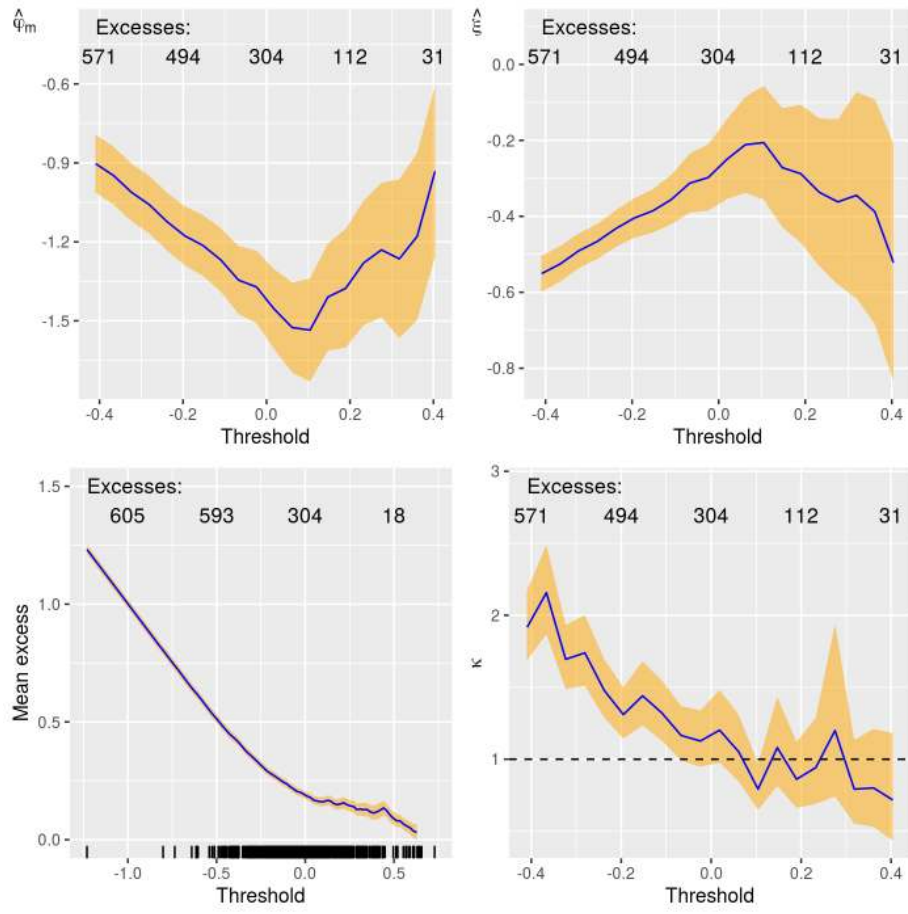 φ̂m
Excesses:
571 494 304 112 31
-0.6
-0.9
-1.2
-1.5
-0.4 -0.2 0.0 0.2 0.4
Threshold
ξ̂
Excesses:
571 494 304 112 31
0.0
-0.2
-0.4
-0.6
-0.8
-0.4 -0.2 0.0 0.2 0.4
Threshold
Mean excess
Excesses:
605 593 304 18
1.5
1.0
0.5
0.0
-1.0 -0.5 0.0 0.5
Threshold
κ
Excesses:
571 494 304 112 31
3
2
1
-0.4 -0.2 0.0 0.2 0.4
Threshold